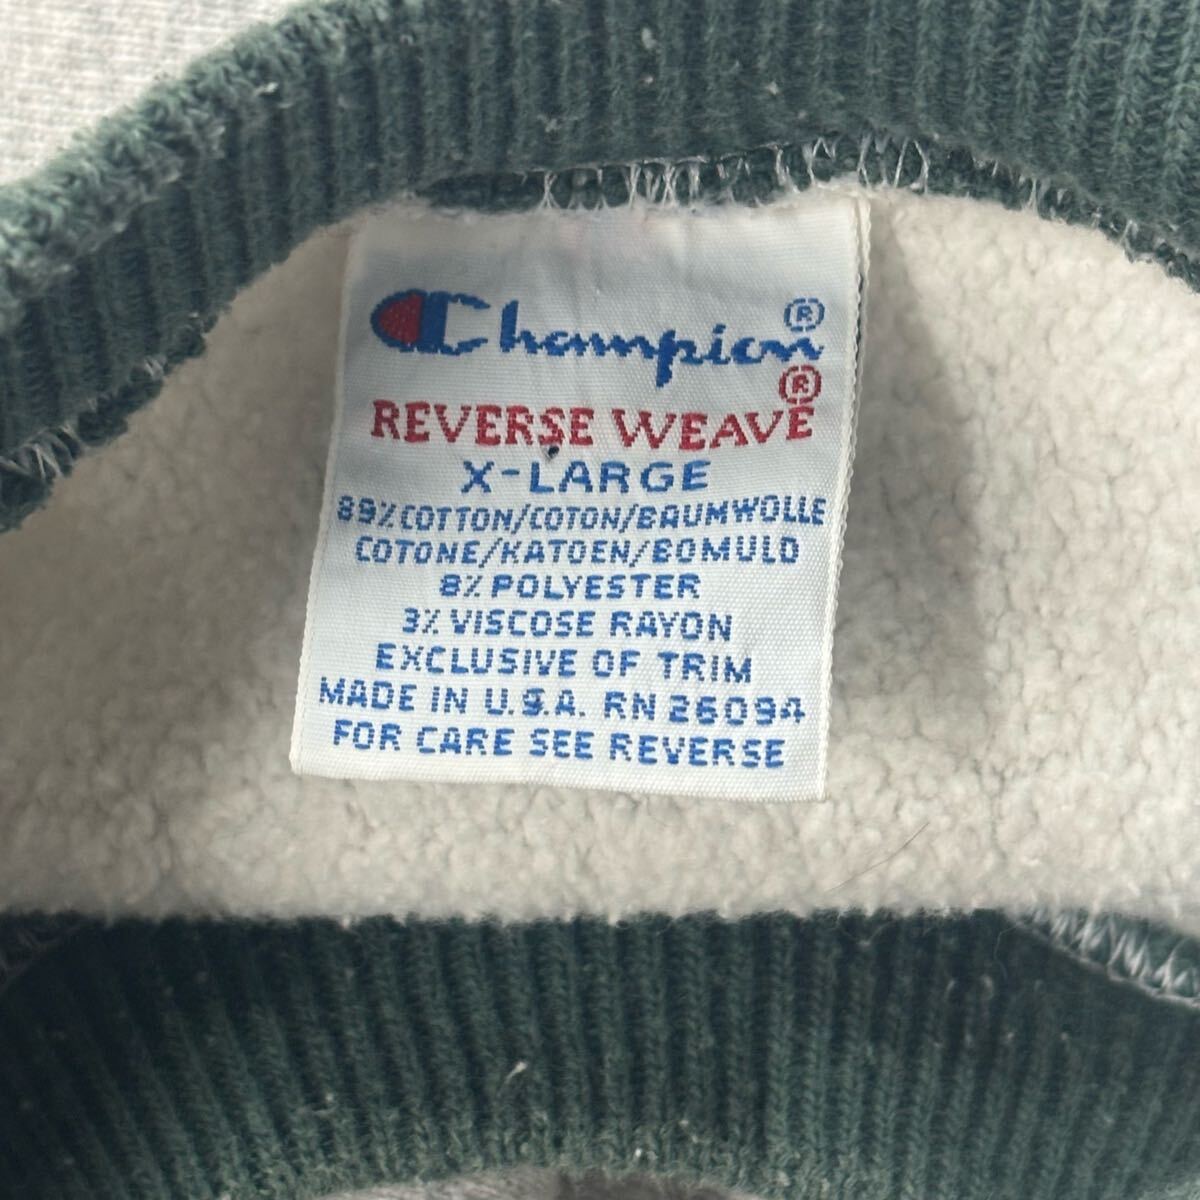 Champion®
REVERSE WEAVE®
X-LARGE
89% COTTON/COTON/BAUMWOLLE
COTONE/KATOEN/BOMULD
8% POLYESTER
3% VISCOSE RAYON
EXCLUSIVE OF TRIM
MADE IN U.S.A. RN 26094
FOR CARE SEE REVERSE